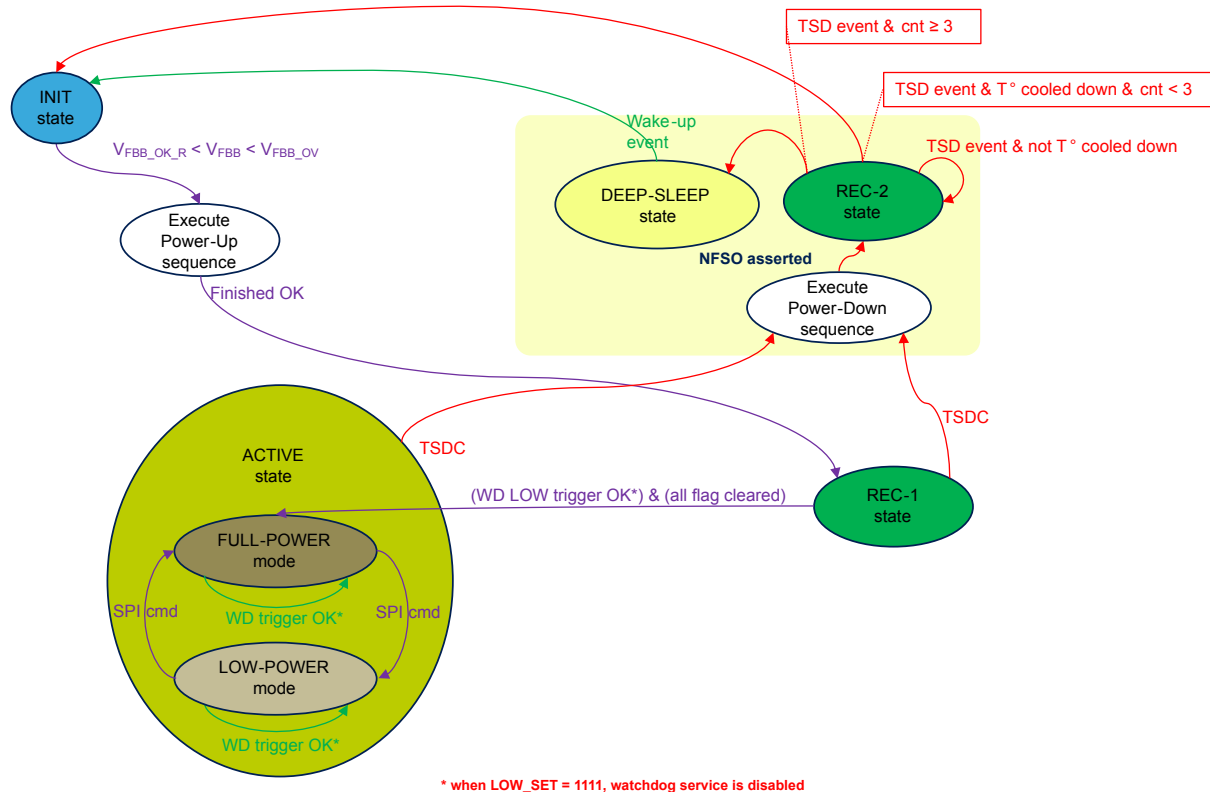 TSD event & cnt ≥ 3
TSD event & T° cooled down & cnt < 3
INIT
state
Wake-up
event
TSD event & not T° cooled down
V_FBB_OK_R < V_FBB < V_FBB_OV
DEEP-SLEEP
state
REC-2
state
Execute
Power-Up
sequence
NFSO asserted
Finished OK
Execute
Power-Down
sequence
TSDC
TSDC
ACTIVE
state
(WD LOW trigger OK*) & (all flag cleared)
REC-1
state
FULL-POWER
mode
SPI cmd
WD trigger OK*
SPI cmd
LOW-POWER
mode
WD trigger OK*
* when LOW_SET = 1111, watchdog service is disabled